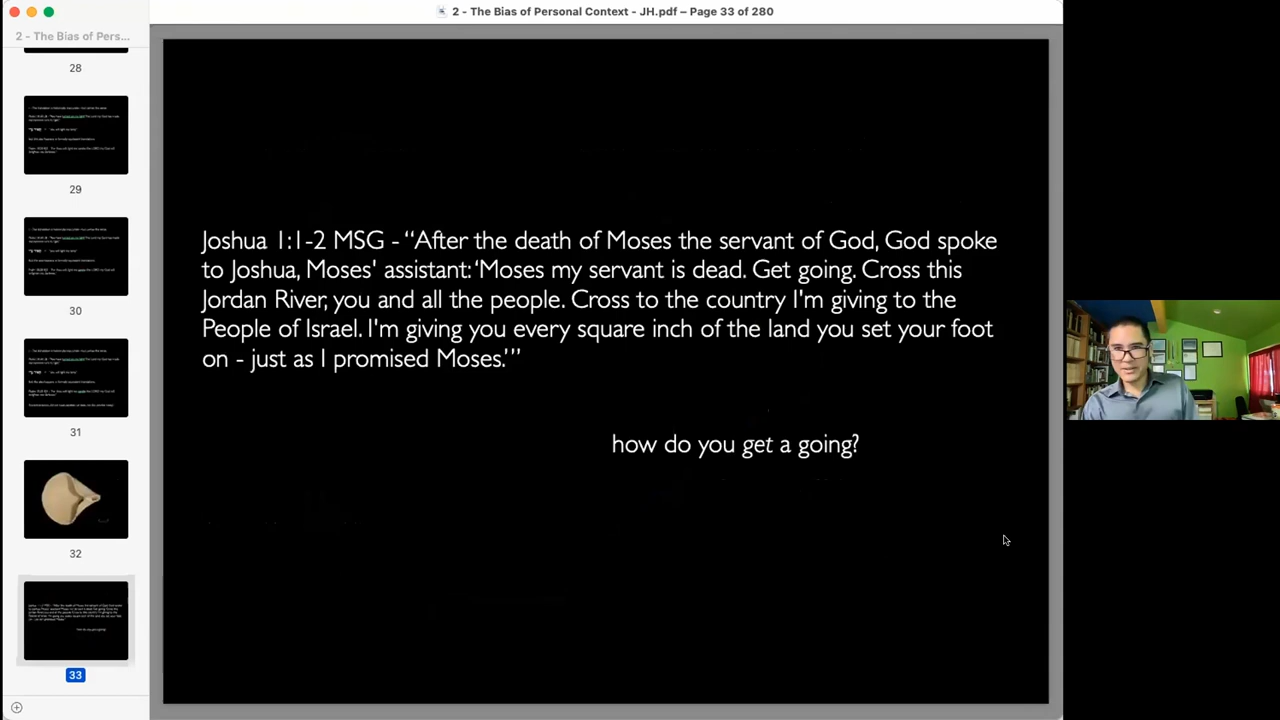 2 - The Bias of Personal Context - JH.pdf – Page 33 of 280
2 - The Bias of Pers...
28
29
30
31
32
33
Joshua 1:1-2 MSG - “After the death of Moses the servant of God, God spoke
to Joshua, Moses' assistant: ‘Moses my servant is dead. Get going. Cross this
Jordan River, you and all the people. Cross to the country I'm giving to the
People of Israel. I'm giving you every square inch of the land you set your foot
on - just as I promised Moses.’”
how do you get a going?